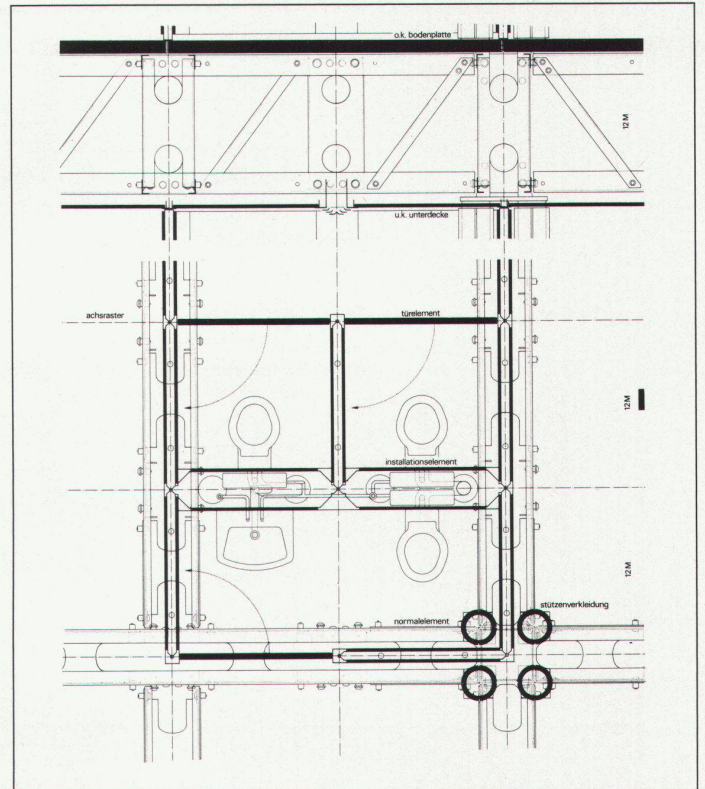 o.k. bodenplatte
12 M
u.k. unterdecke
achsraster
türelement
12 M
installationselement
12 M
stützenverkleidung
normalelement